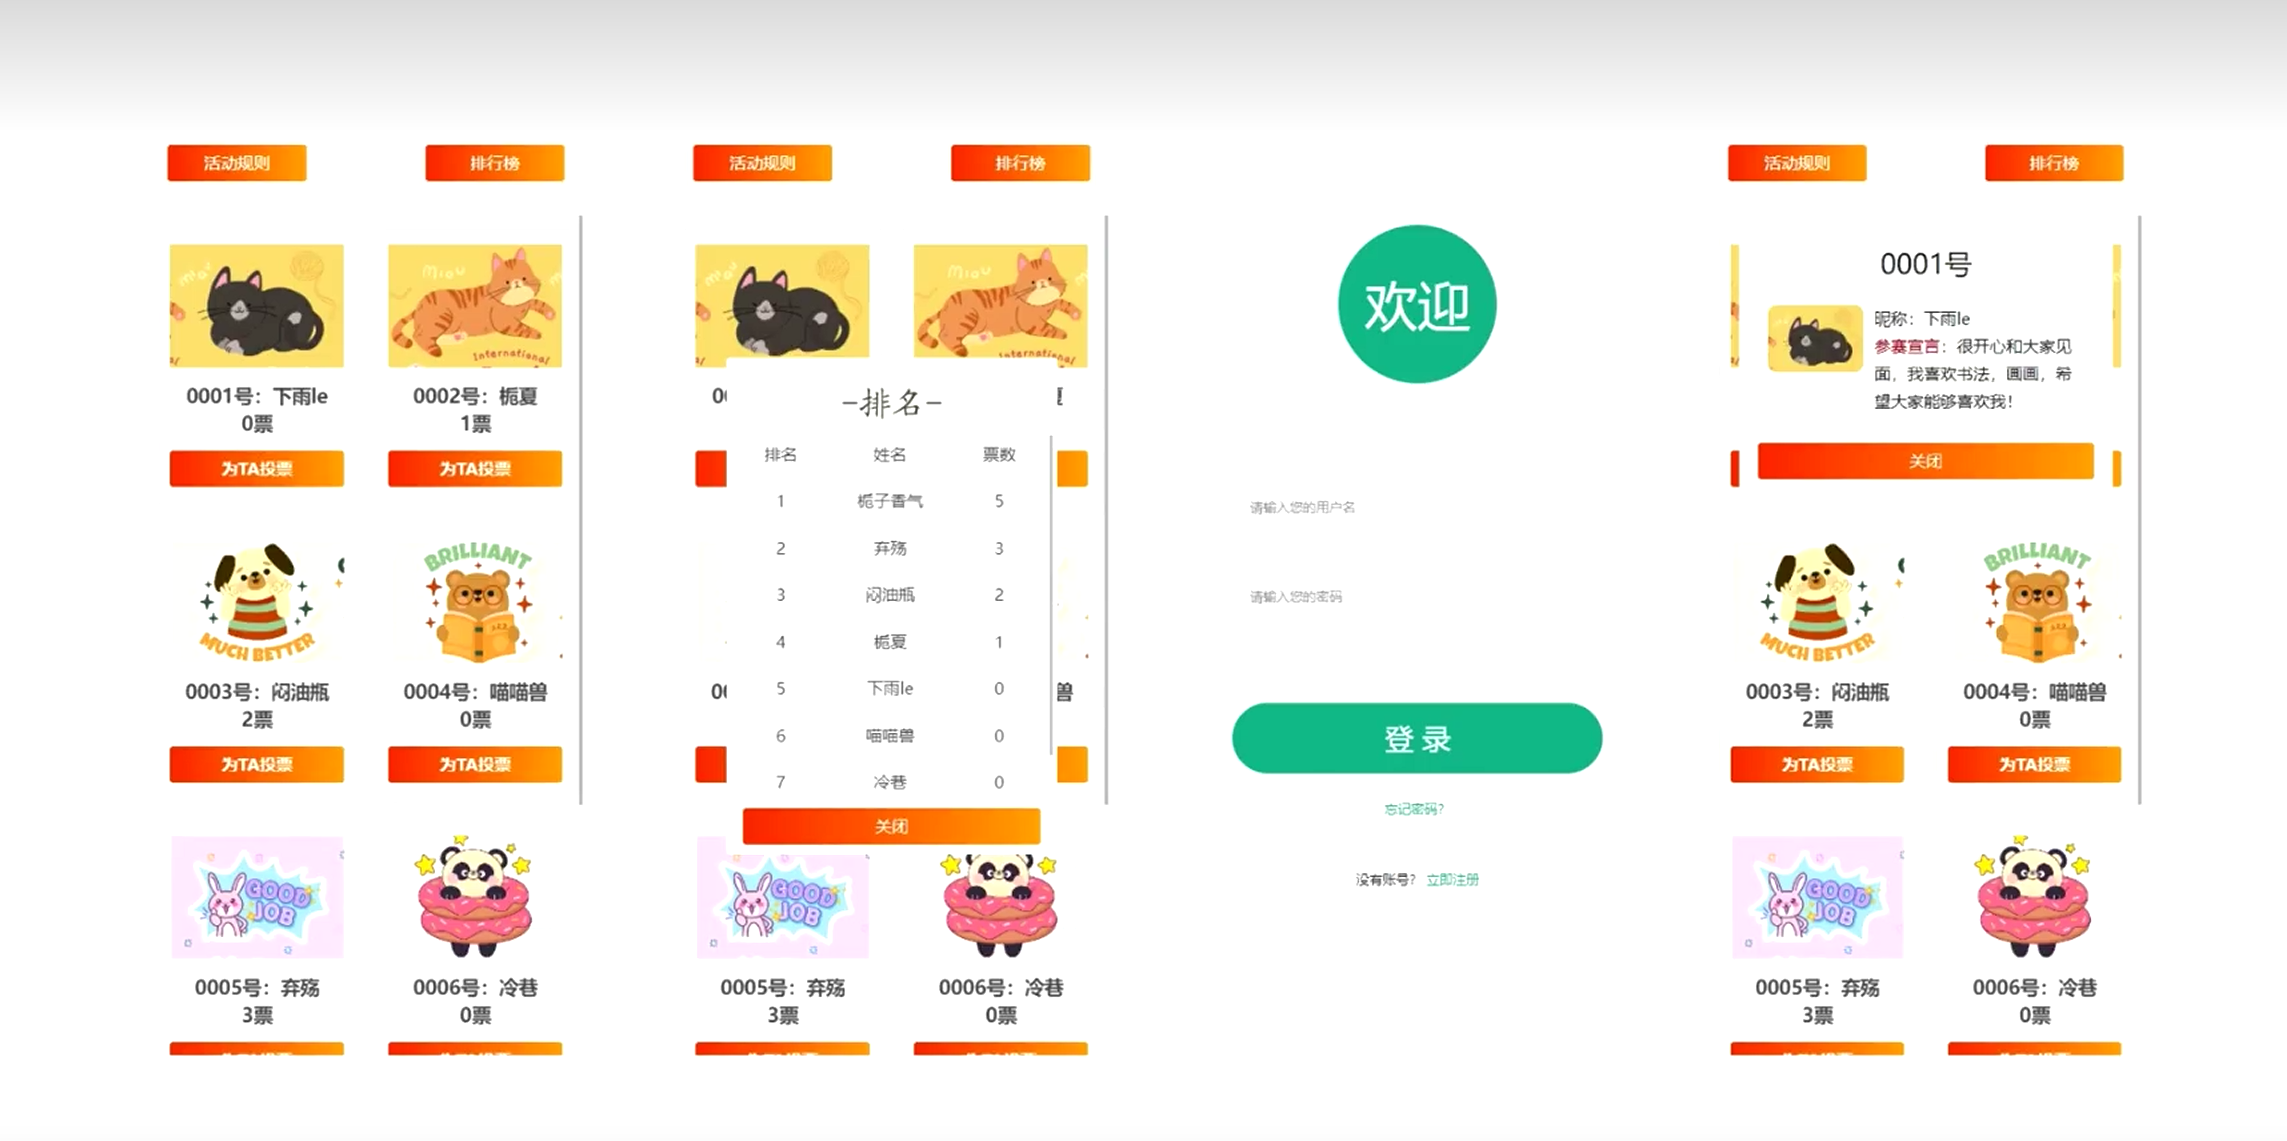 活动规则
排行榜
Miau
Miau
International
0001号：下雨le
0票
0002号：栀夏
1票
为TA投票
为TA投票
MUCH BETTER
BRILLIANT
0003号：闷油瓶
2票
0004号：喵喵兽
0票
为TA投票
为TA投票
GOOD
JOB
0005号：弃殇
3票
0006号：冷巷
0票
活动规则
排行榜
Miau
Miau
International
-排名-
排名 姓名 票数
1 栀子香气 5
2 弃殇 3
3 闷油瓶 2
4 栀夏 1
5 下雨le 0
6 喵喵兽 0
7 冷巷 0
关闭
GOOD
JOB
0005号：弃殇
3票
0006号：冷巷
0票
欢迎
请输入您的用户名
请输入您的密码
登录
忘记密码?
没有账号? 立即注册
活动规则
排行榜
0001号
昵称：下雨le
参赛宣言：很开心和大家见
面，我喜欢书法，画画，希
望大家能够喜欢我！
关闭
MUCH BETTER
BRILLIANT
0003号：闷油瓶
2票
0004号：喵喵兽
0票
为TA投票
为TA投票
GOOD
JOB
0005号：弃殇
3票
0006号：冷巷
0票